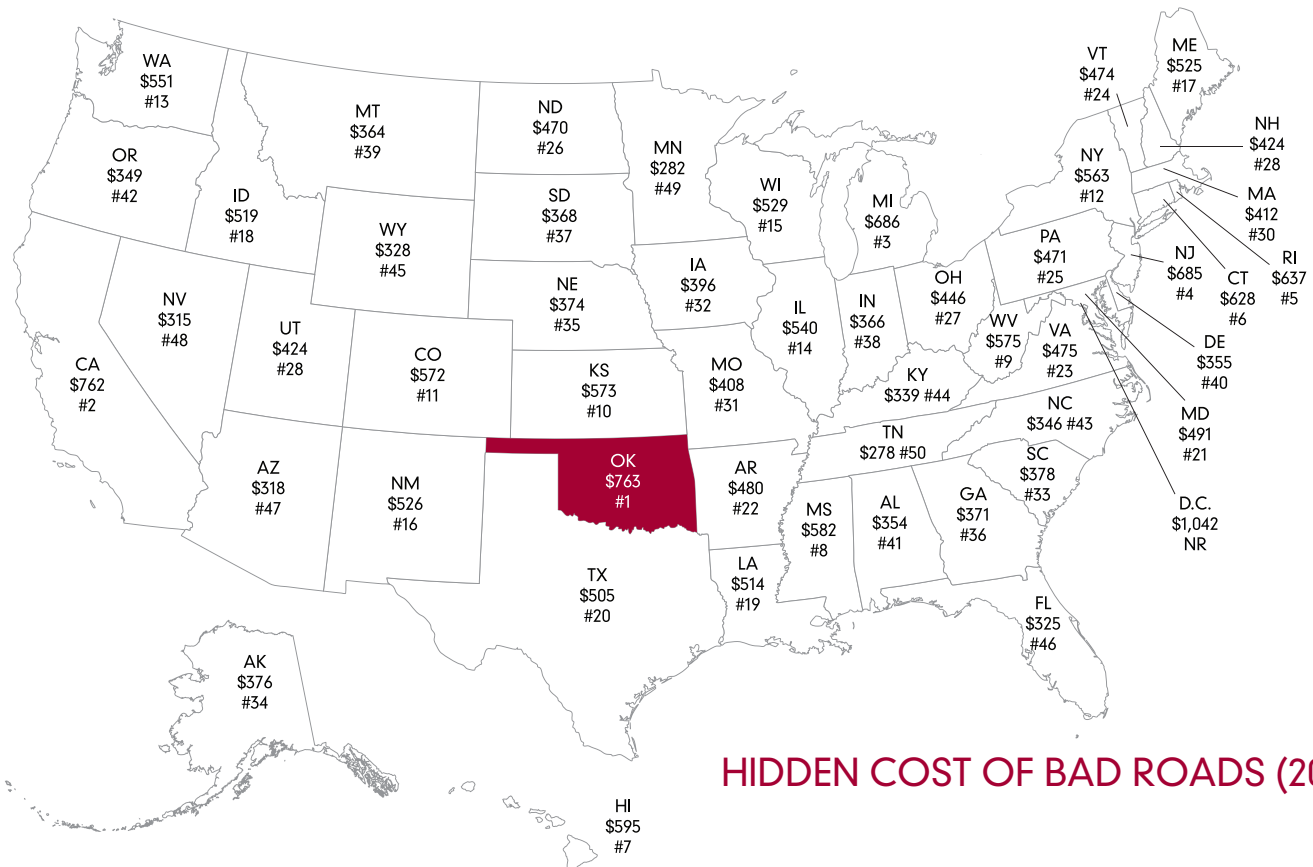 WA
$551
#13
MT
$364
#39
ND
$470
#26
MN
$282
#49
VT
$474
#24
ME
$525
#17
NH
$424
#28
OR
$349
#42
ID
$519
#18
WY
$328
#45
SD
$368
#37
WI
$529
#15
MI
$686
#3
NY
$563
#12
MA
$412
#30
RI
$637
#5
CT
$628
#6
NJ
$685
#4
PA
$471
#25
NV
$315
#48
UT
$424
#28
CO
$572
#11
NE
$374
#35
IA
$396
#32
IL
$540
#14
IN
$366
#38
OH
$446
#27
WV
$575
#9
VA
$475
#23
DE
$355
#40
MD
$491
#21
D.C.
$1,042
NR
CA
$762
#2
KS
$573
#10
MO
$408
#31
KY
$339 #44
NC
$346 #43
TN
$278 #50
SC
$378
#33
AZ
$318
#47
NM
$526
#16
OK
$763
#1
AR
$480
#22
MS
$582
#8
AL
$354
#41
GA
$371
#36
TX
$505
#20
LA
$514
#19
FL
$325
#46
AK
$376
#34
HI
$595
#7
HIDDEN COST OF BAD ROADS (20